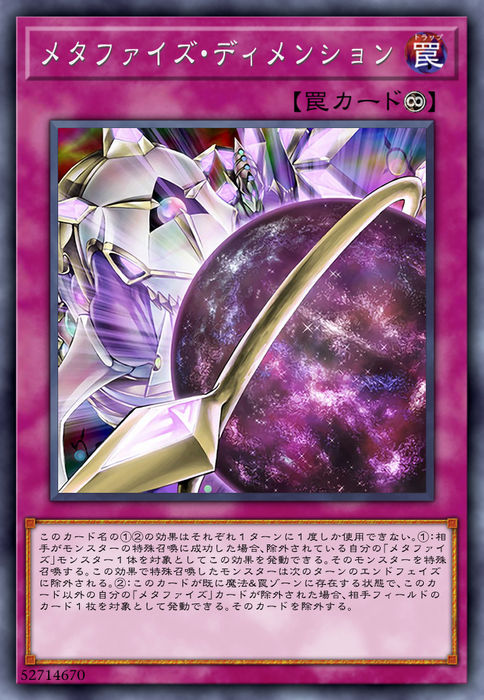 メタファイズ・ディメンション
トラップ
罠
【罠カード】
このカード名の①②の効果はそれぞれ１ターンに１度しか使用できない。①：相
手がモンスターの特殊召喚に成功した場合、除外されている自分の「メタファイ
ズ」モンスター１体を対象としてこの効果を発動できる。そのモンスターを特殊
召喚する。この効果で特殊召喚したモンスターは次のターンのエンドフェイズ
に除外される。②：このカードが既に魔法&罠ゾーンに存在する状態で、このカ
ード以外の自分の「メタファイズ」カードが除外された場合、相手フィールドの
カード１枚を対象として発動できる。そのカードを除外する。
52714670